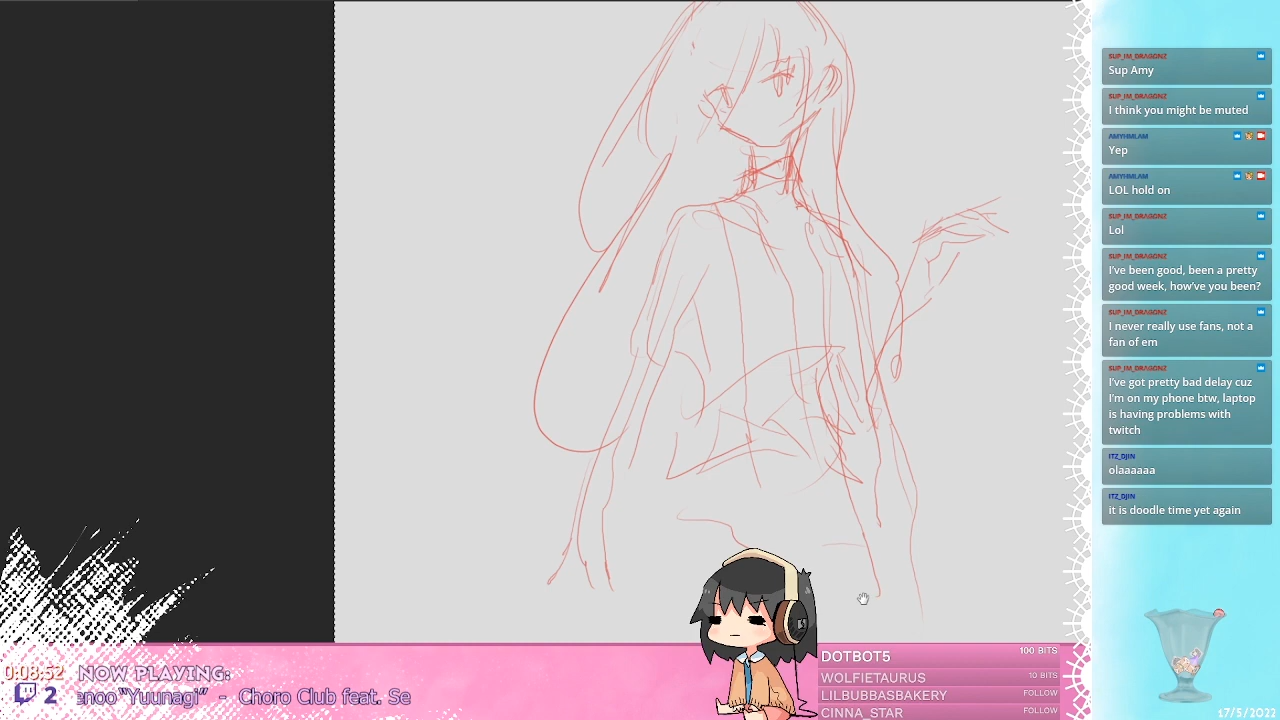 SUP_IM_DRAGONZ
Sup Amy
SUP_IM_DRAGONZ
I think you might be muted
AMYHMLAM
Yep
AMYHMLAM
LOL hold on
SUP_IM_DRAGONZ
Lol
SUP_IM_DRAGONZ
I've been good, been a pretty
good week, how've you been?
SUP_IM_DRAGONZ
I never really use fans, not a
fan of em
SUP_IM_DRAGONZ
I've got pretty bad delay cuz
I'm on my phone btw, laptop
is having problems with
twitch
ITZ_DJIN
olaaaaaa
ITZ_DJIN
it is doodle time yet again
0:08:52 NOW PLAYING:
2 enoo"Yuunagi" - Choro Club feat. Se
DOTBOT5 100 BITS
WOLFIETAURUS 10 BITS
LILBUBBASBAKERY FOLLOW
CINNA_STAR FOLLOW
17/5/2022